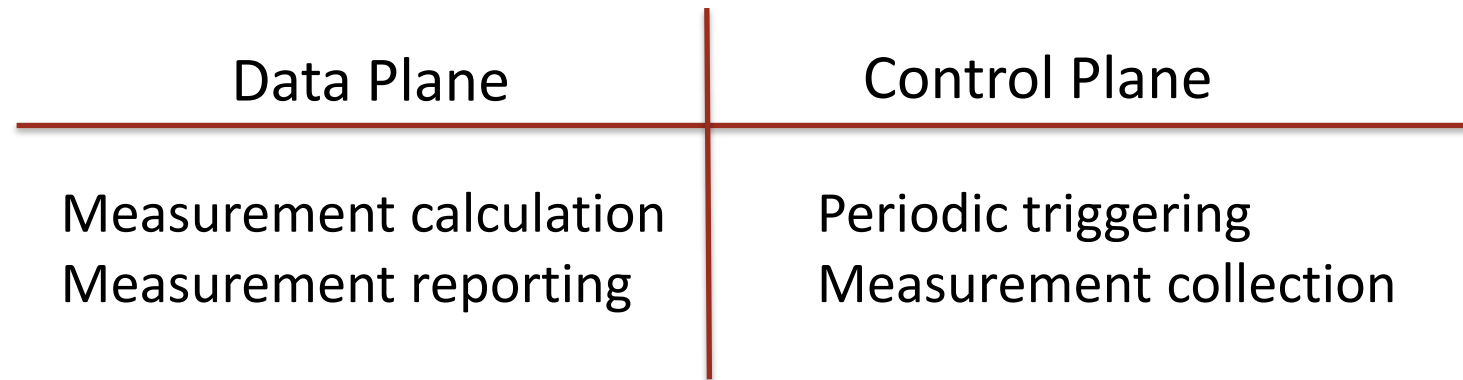 Data Plane
Control Plane
Measurement calculation
Measurement reporting
Periodic triggering
Measurement collection